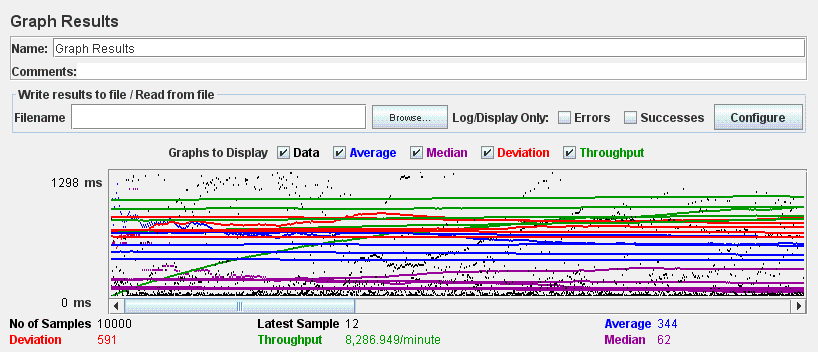 Graph Results
Name: Graph Results
Comments:
Write results to file / Read from file
Filename Browse... Log/Display Only: Errors Successes Configure
Graphs to Display Data Average Median Deviation Throughput
1298 ms
0 ms
No of Samples 10000 Latest Sample 12 Average 344
Deviation 591 Throughput 8,286.949/minute Median 62